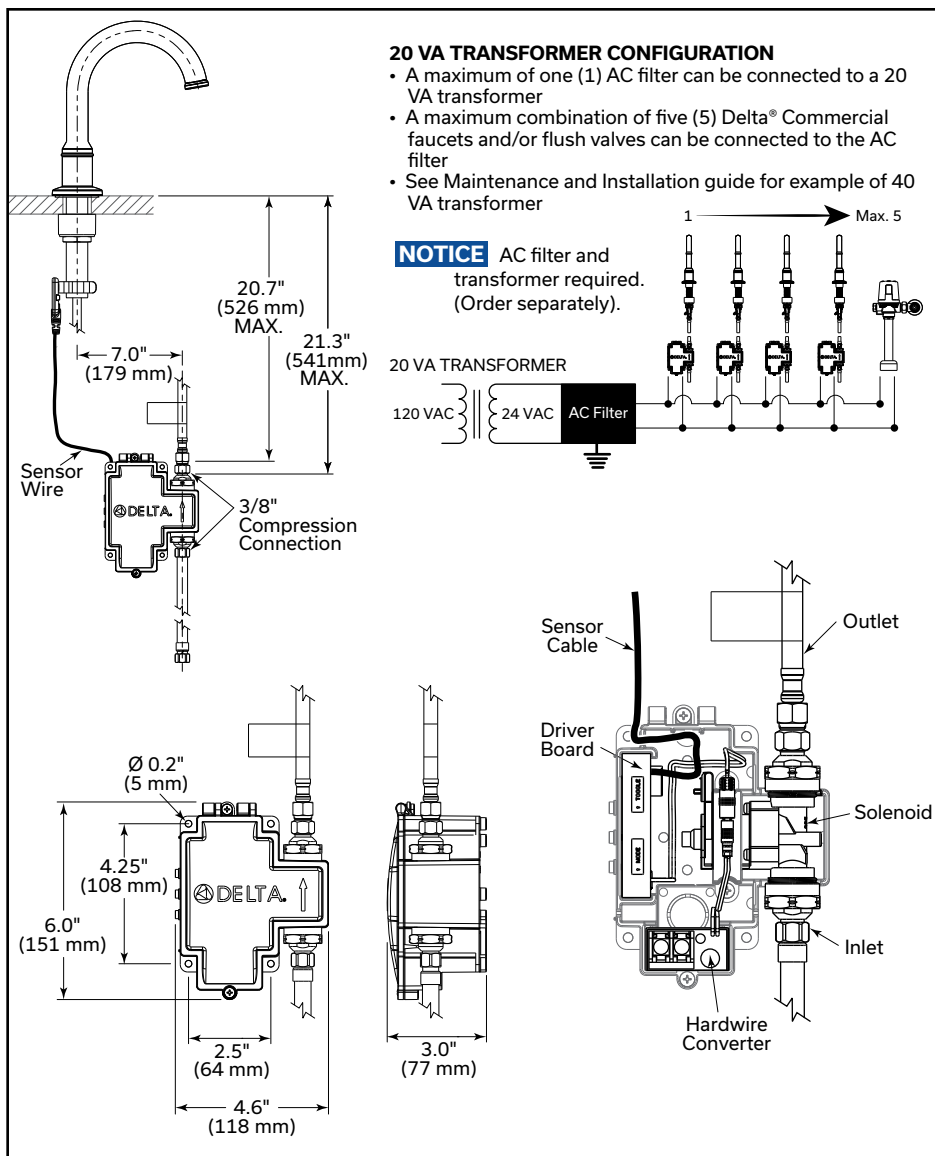 20 VA TRANSFORMER CONFIGURATION
• A maximum of one (1) AC filter can be connected to a 20
VA transformer
• A maximum combination of five (5) Delta® Commercial
faucets and/or flush valves can be connected to the AC
filter
• See Maintenance and Installation guide for example of 40
VA transformer
1
Max. 5
NOTICE AC filter and
transformer required.
(Order separately).
20.7"
(526 mm)
MAX.
21.3"
(541mm)
MAX.
7.0"
(179 mm)
20 VA TRANSFORMER
120 VAC
24 VAC
AC Filter
Sensor
Wire
DELTA.
3/8"
Compression
Connection
Sensor
Cable
Outlet
Driver
Board
TOGGLE
MODE
Solenoid
Inlet
Hardwire
Converter
Ø 0.2"
(5 mm)
4.25"
(108 mm)
6.0"
(151 mm)
DELTA.
2.5"
(64 mm)
4.6"
(118 mm)
3.0"
(77 mm)